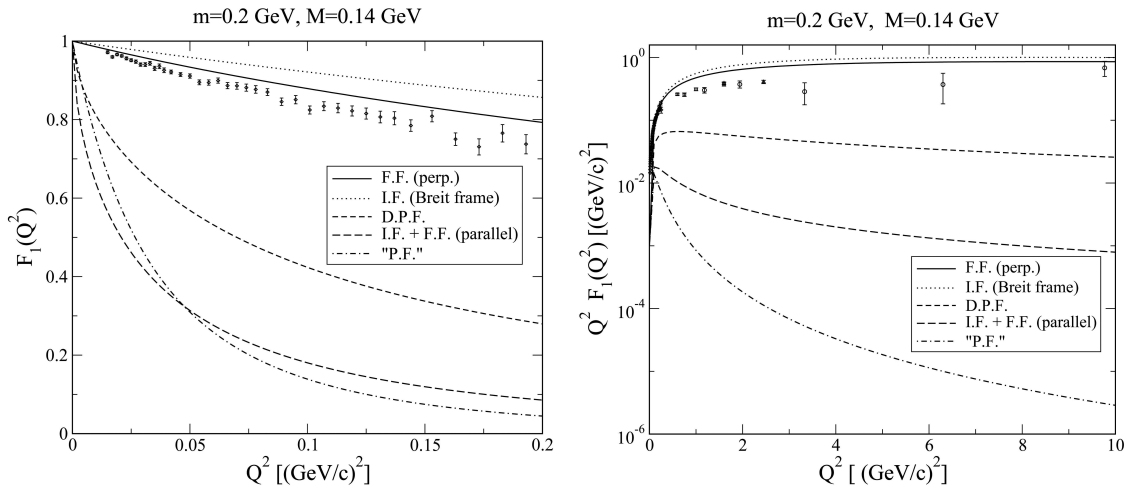 m=0.2 GeV, M=0.14 GeV
1
0.8
0.6
0.4
0.2
0
F₁(Q²)
F.F. (perp.)
I.F. (Breit frame)
D.P.F.
I.F. + F.F. (parallel)
"P.F."
0 0.05 0.1 0.15 0.2
Q² [(GeV/c)²]
m=0.2 GeV, M=0.14 GeV
10⁰
10⁻²
10⁻⁴
10⁻⁶
Q² F₁(Q²) [(GeV/c)²]
F.F. (perp.)
I.F. (Breit frame)
D.P.F.
I.F. + F.F. (parallel)
"P.F."
0 2 4 6 8 10
Q² [ (GeV/c)²]